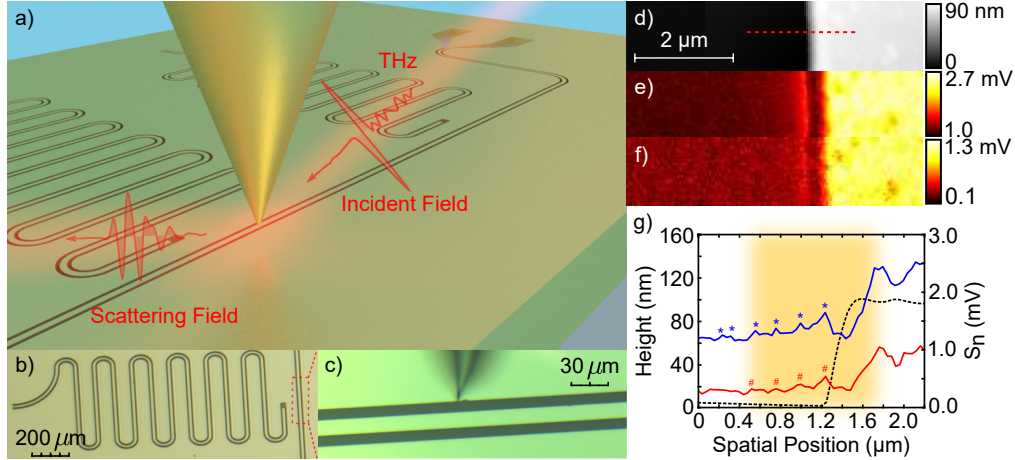 a)
THz
Incident Field
Scattering Field
b)
200 μm
c)
30 μm
d)
2 μm
90 nm
0
e)
2.7 mV
1.0
f)
1.3 mV
0.1
g)
160
120
80
40
0
Height (nm)
3.0
2.0
1.0
0.0
Sn (mV)
* * * * * *
# # # #
0 0.4 0.8 1.2 1.6 2.0
Spatial Position (μm)